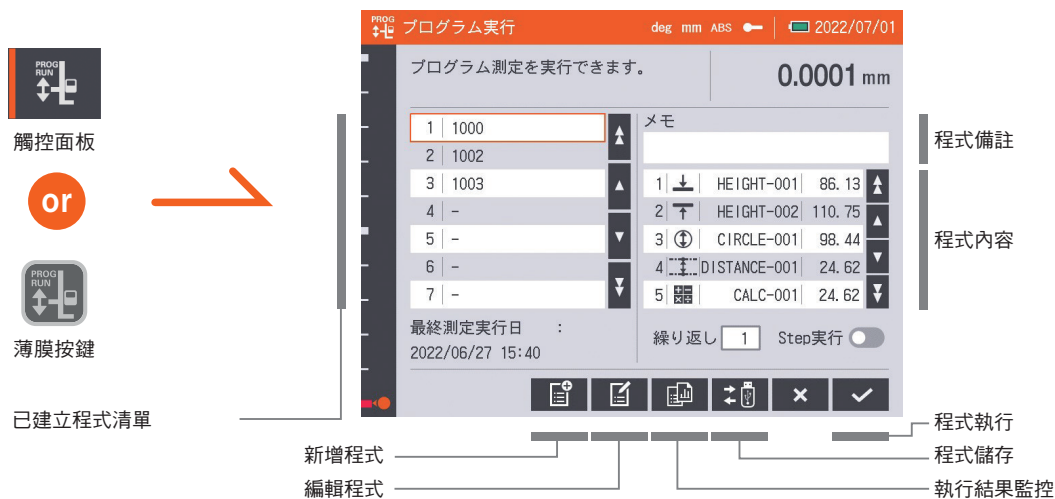 PROG
RUN
觸控面板
or
PROG
RUN
薄膜按鍵
已建立程式清單
PROG
プログラム実行
deg mm ABS
2022/07/01
プログラム測定を実行できます。
0.0001 mm
1 1000
2 1002
3 1003
4 -
5 -
6 -
7 -
最終測定実行日 :
2022/06/27 15:40
メモ
1 HEIGHT-001 86.13
2 HEIGHT-002 110.75
3 CIRCLE-001 98.44
4 DISTANCE-001 24.62
5 CALC-001 24.62
繰り返し 1 Step実行
程式備註
程式內容
新增程式
編輯程式
程式執行
程式儲存
執行結果監控